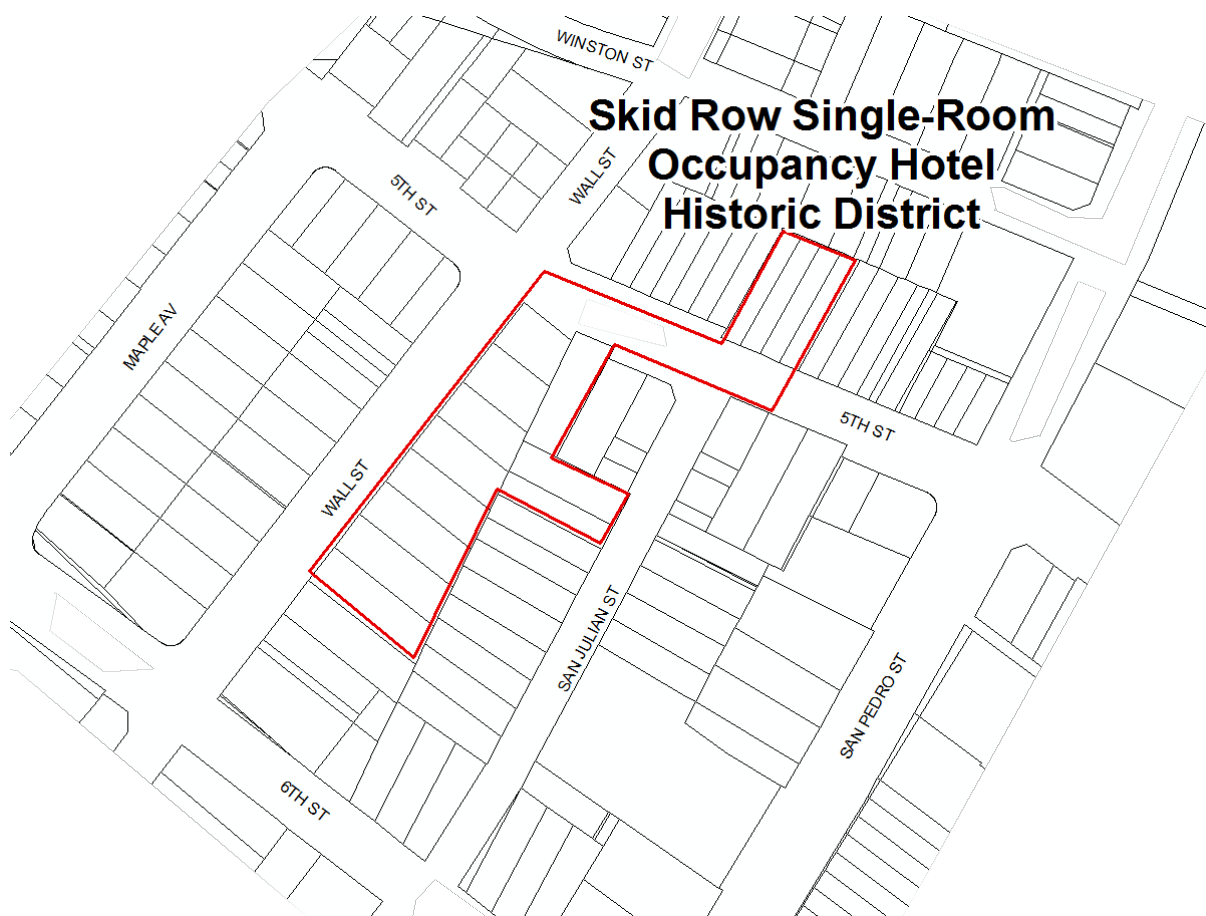 WINSTON ST
Skid Row Single-Room
Occupancy Hotel
Historic District
WALL ST
5TH ST
MAPLE AV
5TH ST
WALL ST
SAN JULIAN ST
SAN PEDRO ST
6TH ST